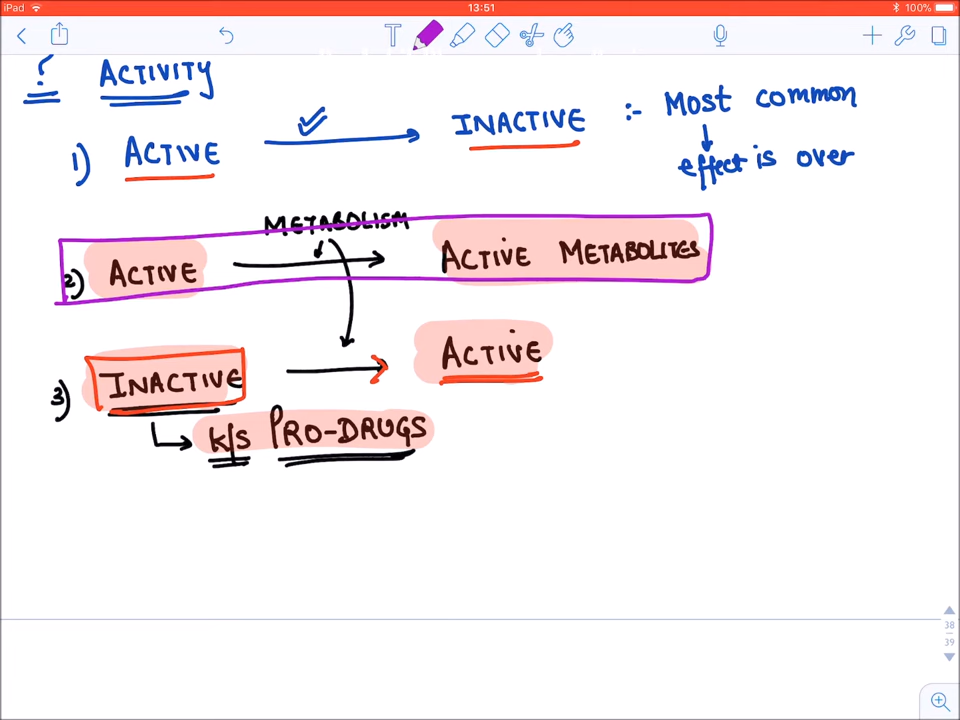 iPad 13:51 100%
? ACTIVITY
1) ACTIVE INACTIVE :- Most common
effect is over
METABOLISM
2) ACTIVE ACTIVE METABOLITES
3) INACTIVE ACTIVE
K/S PRO-DRUGS
38
39